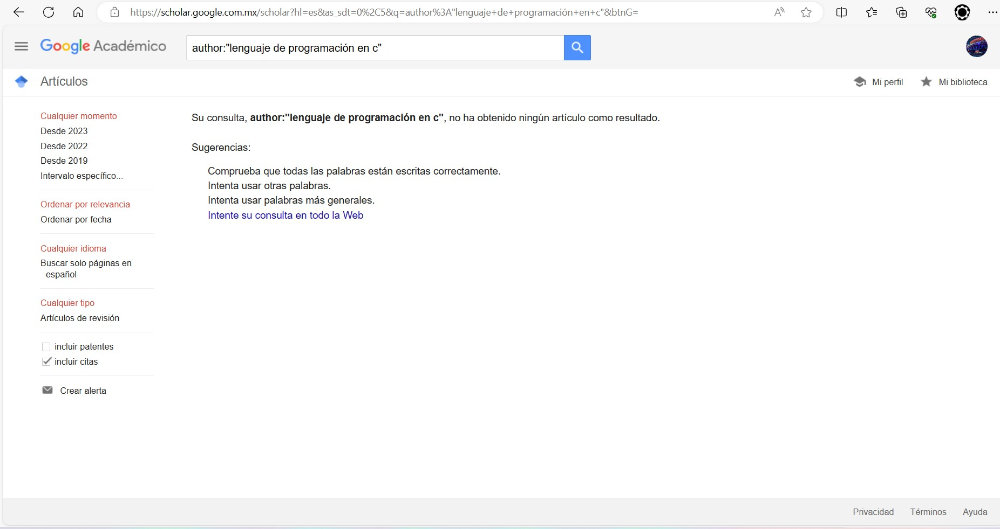 https://scholar.google.com.mx/scholar?hl=es&as_sdt=0%2C5&q=author%3A"lenguaje+de+programación+en+c"&btnG=
Google Académico
author:"lenguaje de programación en c"
Artículos
Mi perfil
Mi biblioteca
Cualquier momento
Desde 2023
Desde 2022
Desde 2019
Intervalo específico...
Ordenar por relevancia
Ordenar por fecha
Cualquier idioma
Buscar solo páginas en
español
Cualquier tipo
Artículos de revisión
incluir patentes
incluir citas
Crear alerta
Su consulta, author:"lenguaje de programación en c", no ha obtenido ningún artículo como resultado.
Sugerencias:
Comprueba que todas las palabras están escritas correctamente.
Intenta usar otras palabras.
Intenta usar palabras más generales.
Intente su consulta en todo la Web
Privacidad
Términos
Ayuda